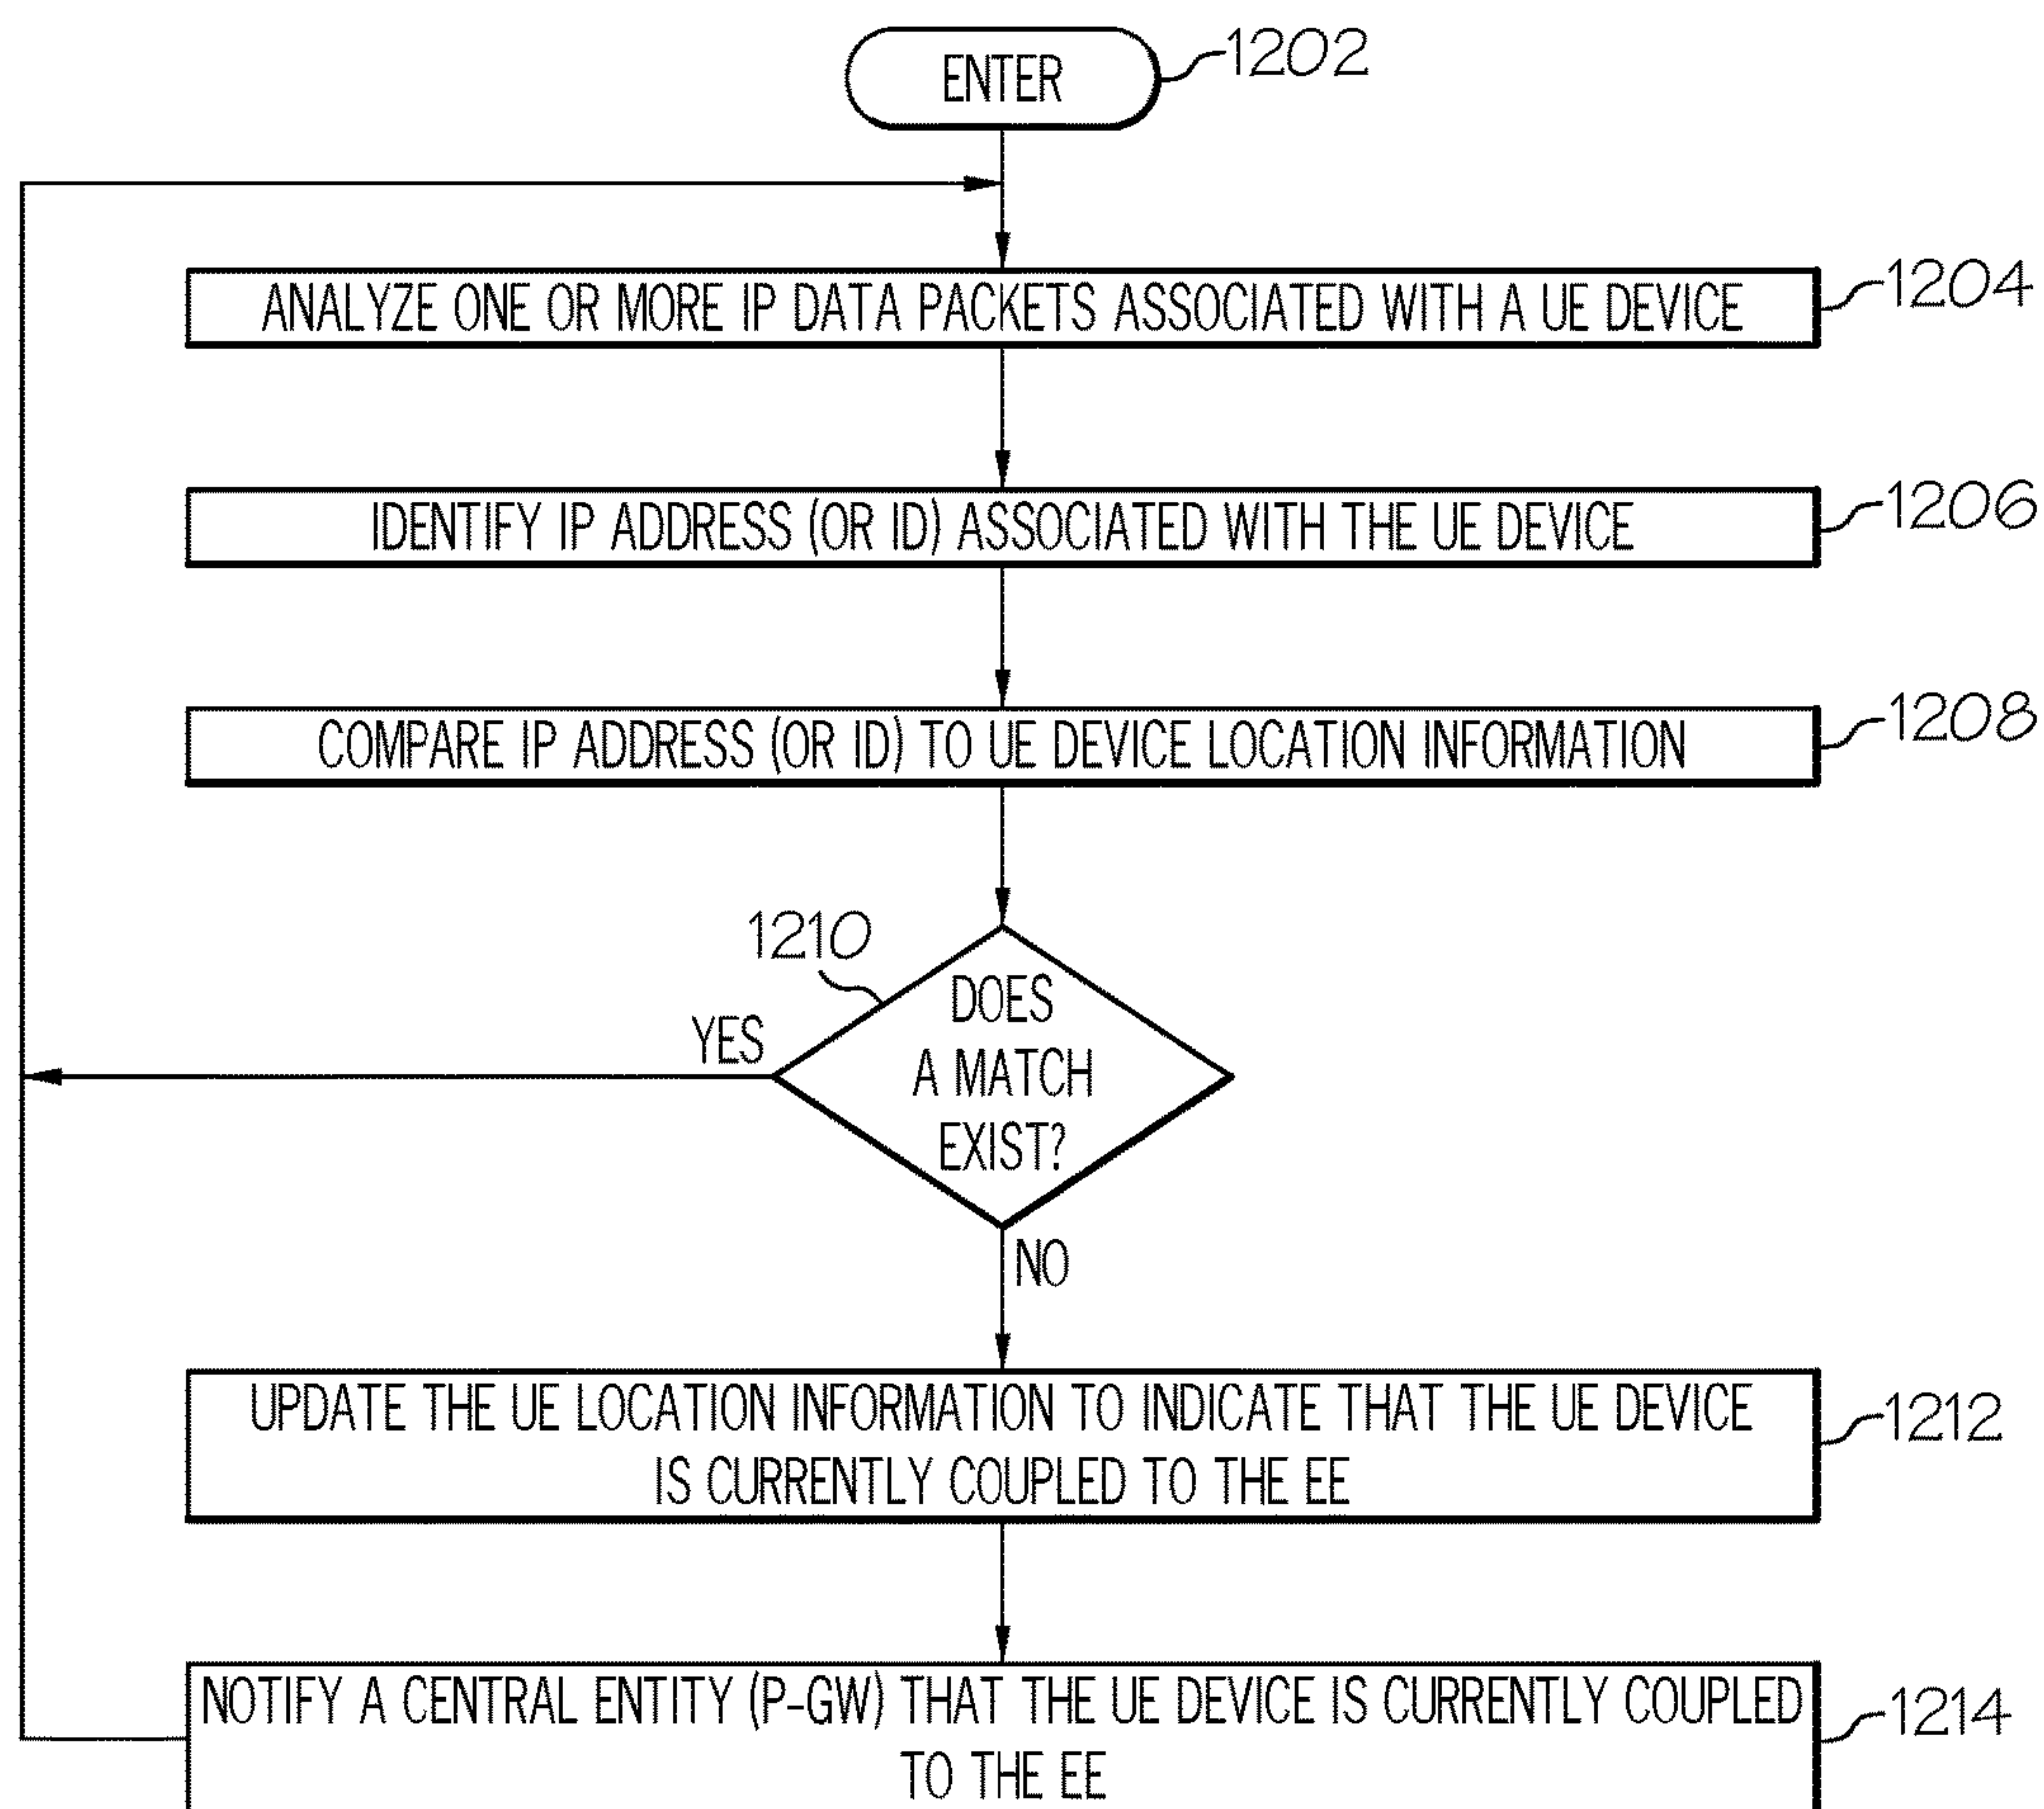 ENTER
1202
ANALYZE ONE OR MORE IP DATA PACKETS ASSOCIATED WITH A UE DEVICE
1204
IDENTIFY IP ADDRESS (OR ID) ASSOCIATED WITH THE UE DEVICE
1206
COMPARE IP ADDRESS (OR ID) TO UE DEVICE LOCATION INFORMATION
1208
1210
DOES
A MATCH
EXIST?
YES
NO
UPDATE THE UE LOCATION INFORMATION TO INDICATE THAT THE UE DEVICE
IS CURRENTLY COUPLED TO THE EE
1212
NOTIFY A CENTRAL ENTITY (P-GW) THAT THE UE DEVICE IS CURRENTLY COUPLED
TO THE EE
1214